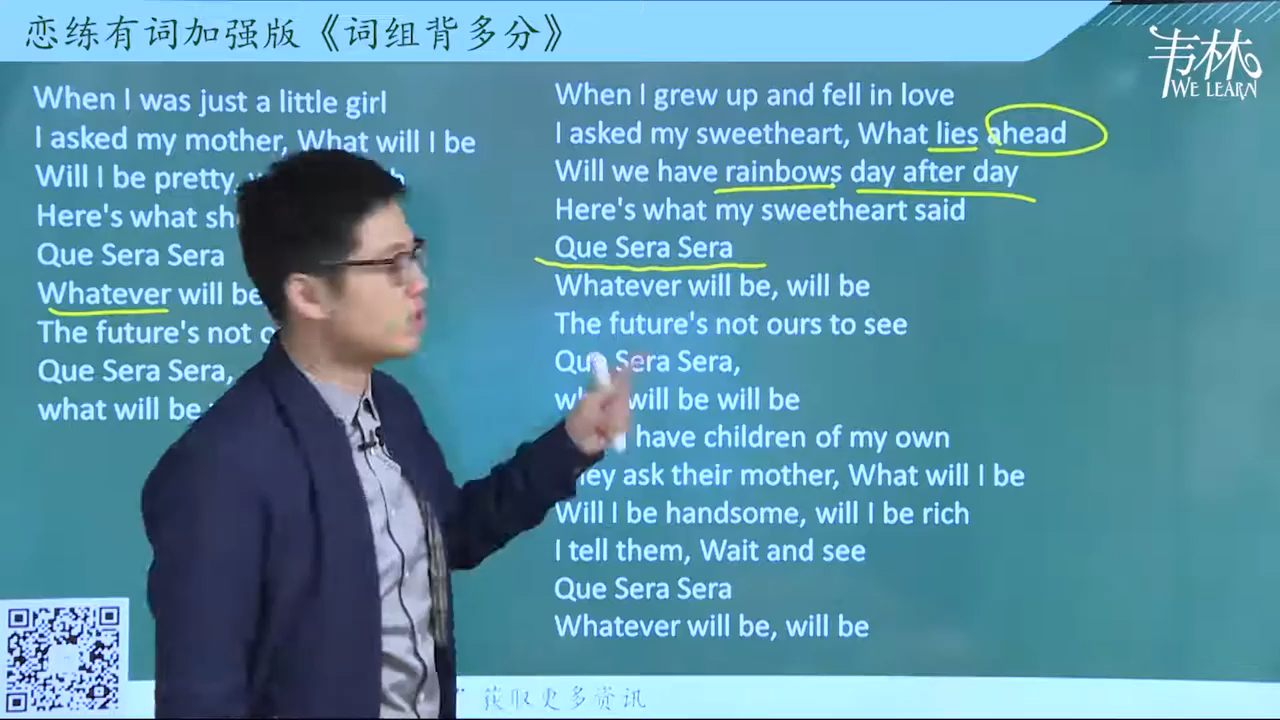 恋练有词加强版《词组背多分》
韦林
WE LEARN
When I was just a little girl
I asked my mother, What will I be
Will I be pretty,
Here's what
Que Sera Sera
Whatever will be
The future's not
Que Sera Sera,
what will be
When I grew up and fell in love
I asked my sweetheart, What lies ahead
Will we have rainbows day after day
Here's what my sweetheart said
Que Sera Sera
Whatever will be, will be
The future's not ours to see
Que Sera Sera,
will be will be
have children of my own
ask their mother, What will I be
Will I be handsome, will I be rich
I tell them, Wait and see
Que Sera Sera
Whatever will be, will be
获取更多资讯